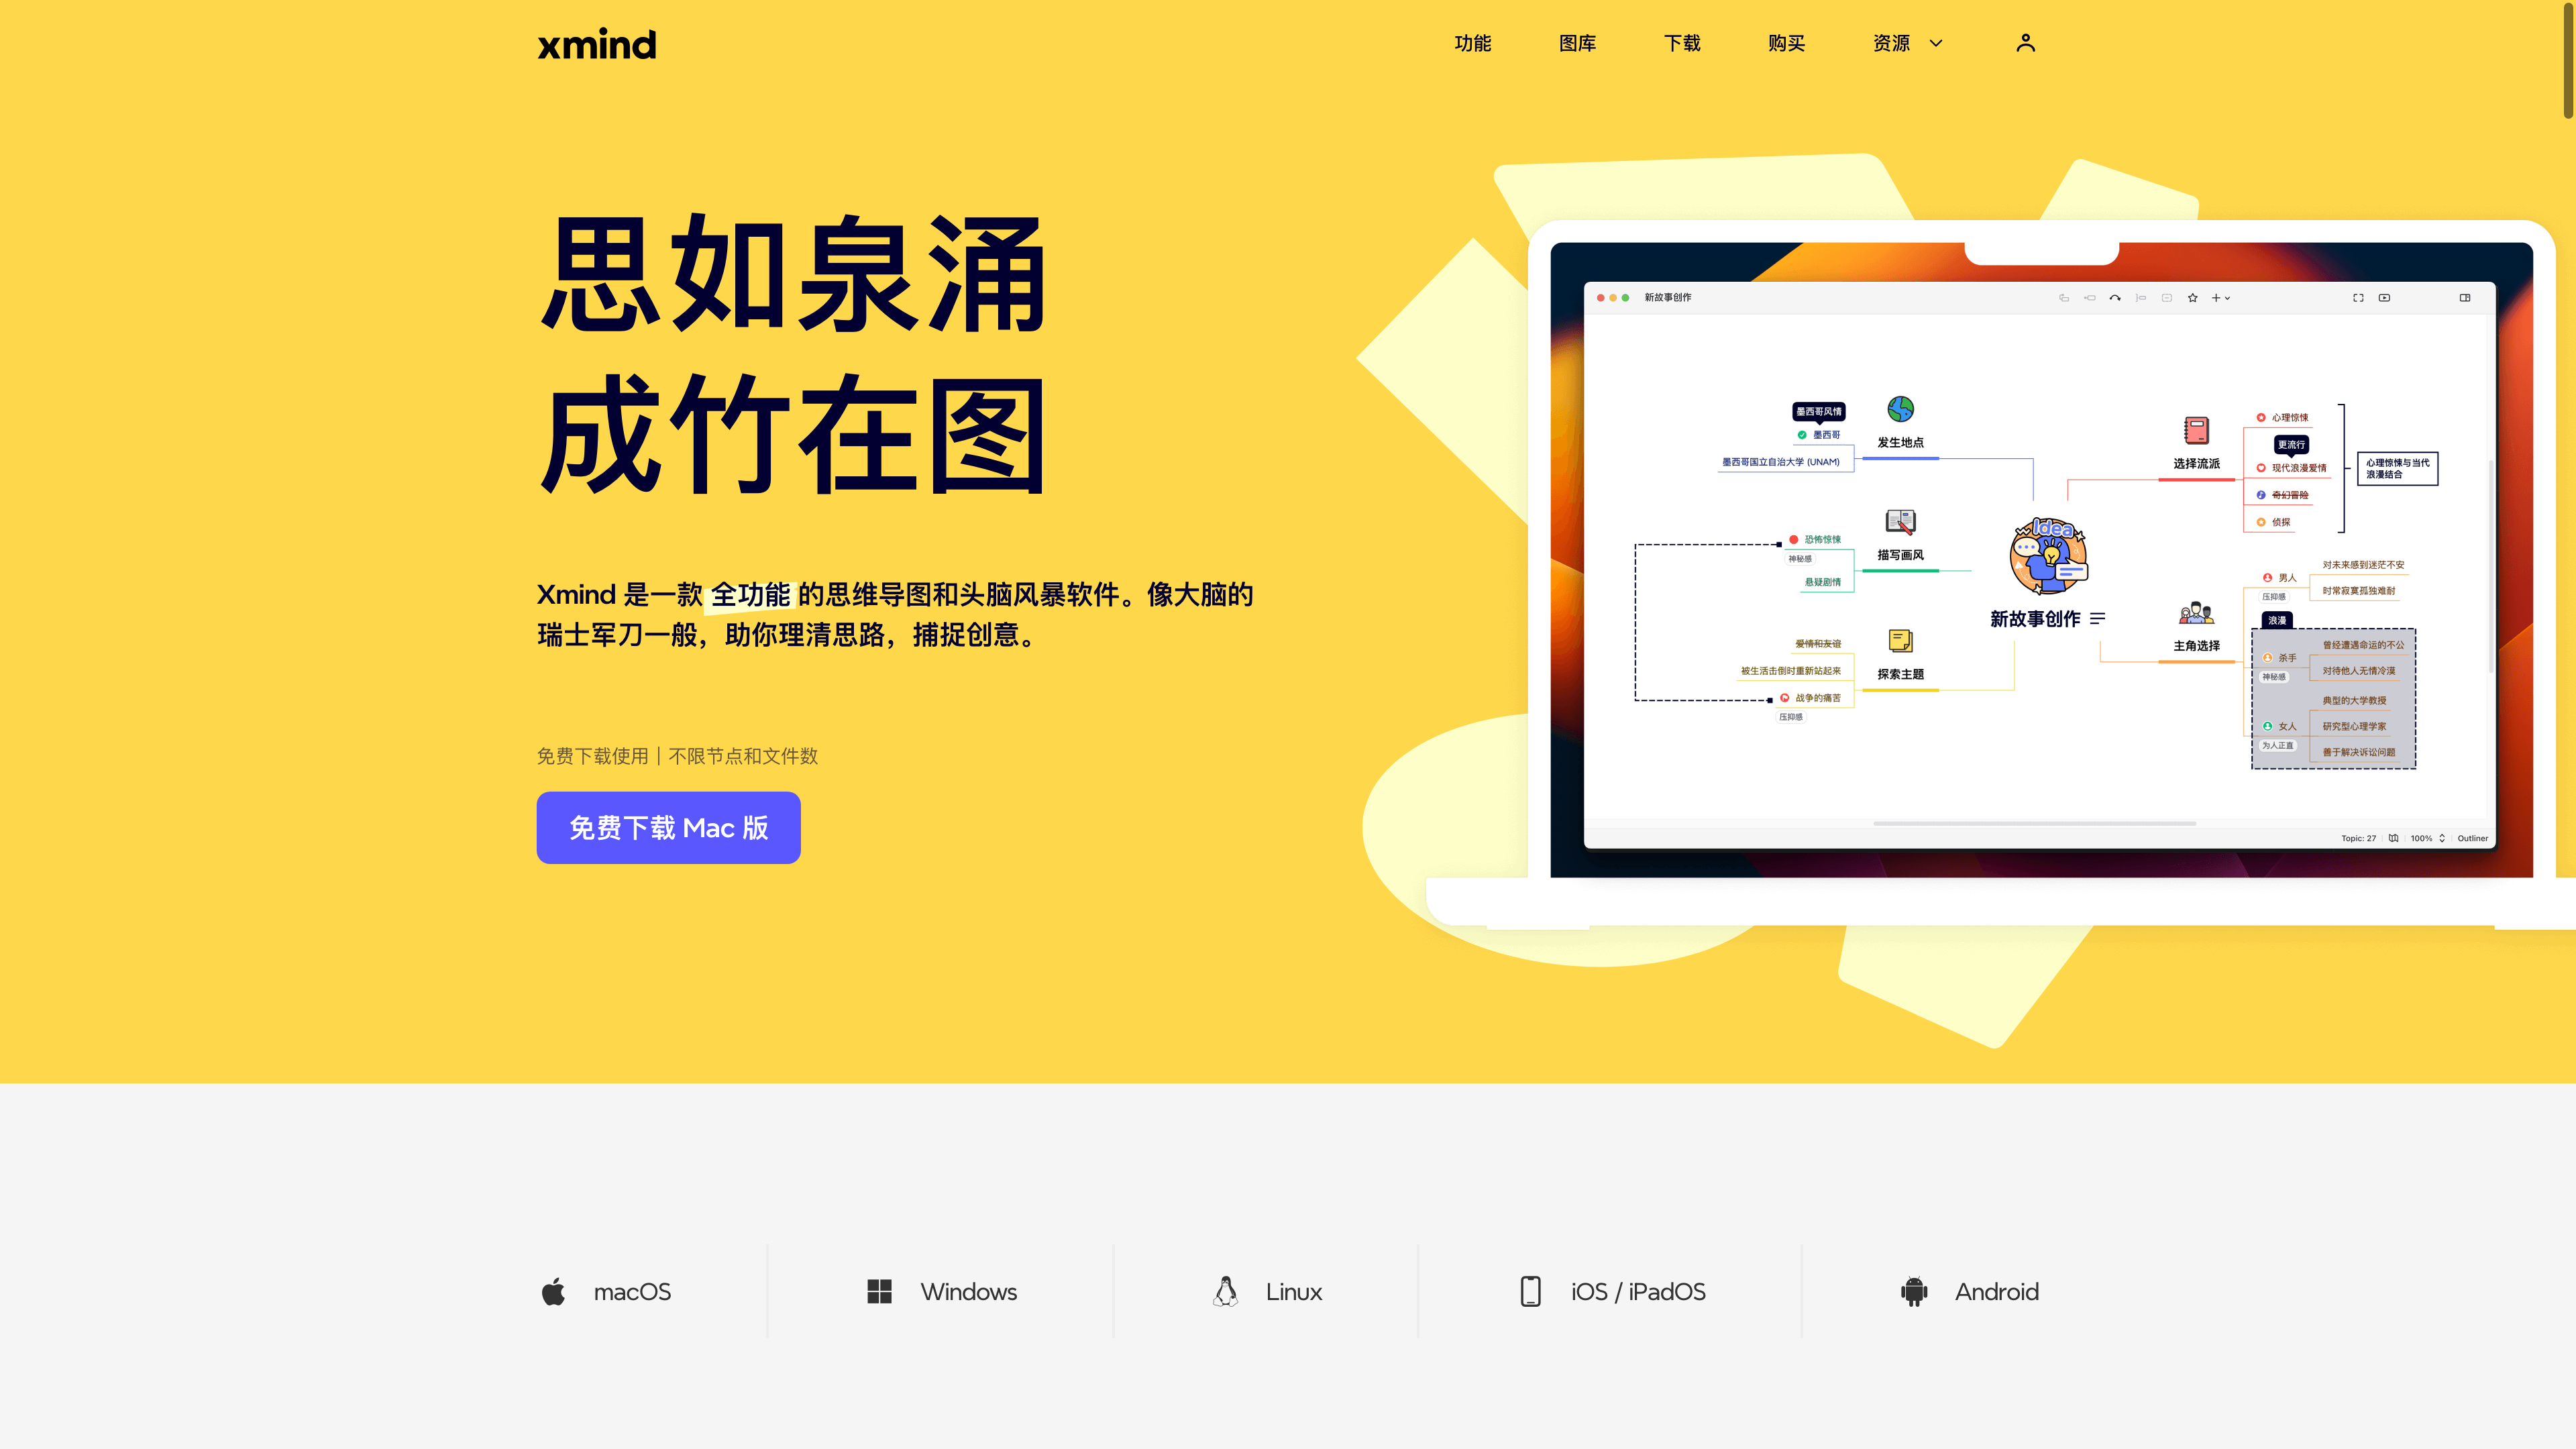 xmind
功能
图库
下载
购买
资源
思如泉涌
成竹在图
Xmind 是一款 全功能 的思维导图和头脑风暴软件。像大脑的
瑞士军刀一般，助你理清思路，捕捉创意。
免费下载使用｜不限节点和文件数
免费下载 Mac 版
新故事创作
墨西哥风情
墨西哥
墨西哥国立自治大学 (UNAM)
发生地点
恐怖惊悚
神秘感
悬疑剧情
描写画风
爱情和友谊
被生活击倒时重新站起来
战争的痛苦
压抑感
探索主题
Idea
新故事创作
选择流派
心理惊悚
更流行
现代浪漫爱情
奇幻冒险
侦探
心理惊悚与当代
浪漫结合
主角选择
男人
压抑感
对未来感到迷茫不安
时常寂寞孤独难耐
浪漫
杀手
神秘感
曾经遭遇命运的不公
对待他人无情冷漠
女人
为人正直
典型的大学教授
研究型心理学家
善于解决诉讼问题
Topic: 27
100%
Outliner
macOS
Windows
Linux
iOS / iPadOS
Android